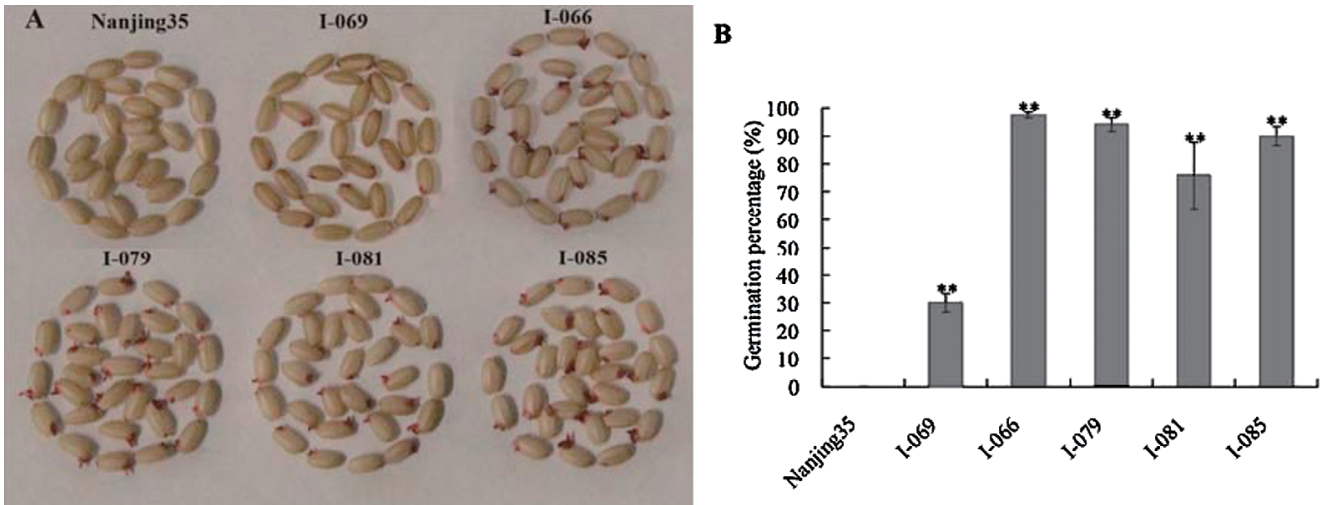 A
Nanjing35
I-069
I-066
I-079
I-081
I-085
B
Germination percentage (%)
100
90
80
70
60
50
40
30
20
10
0
**
**
**
**
**
Nanjing35
I-069
I-066
I-079
I-081
I-085